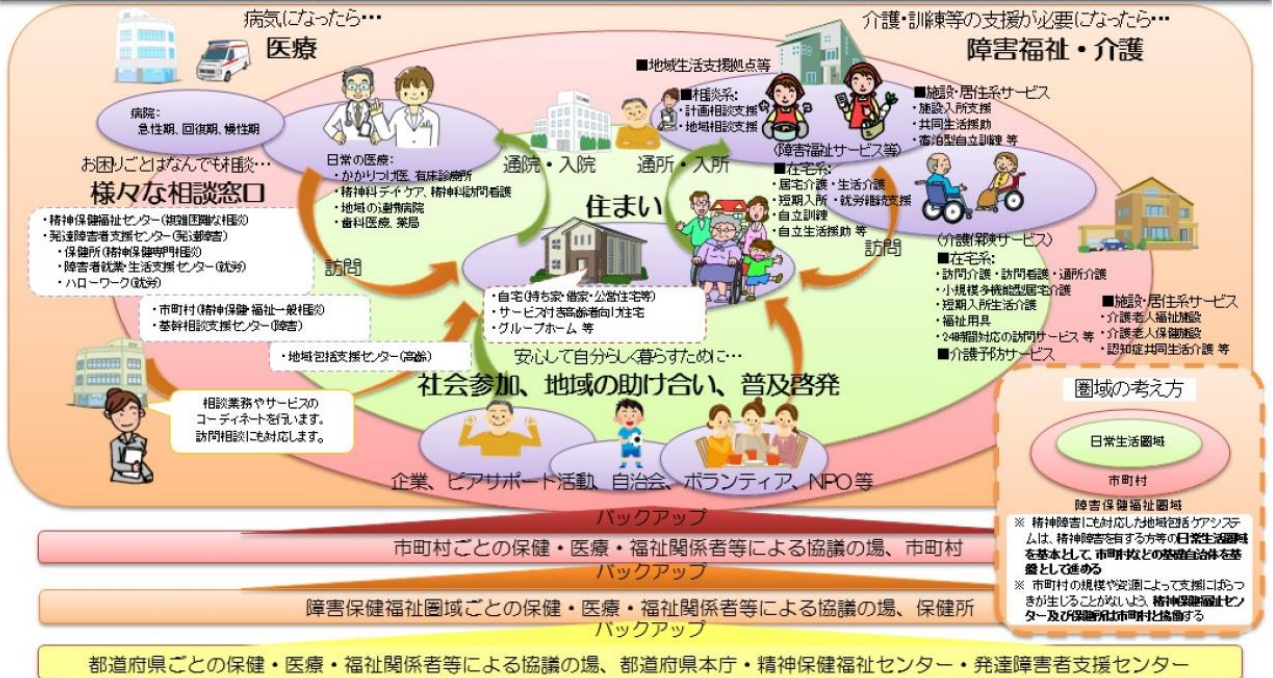 病気になったら…
医療
病院:
急性期、回復期、慢性期
日常の医療:
・かかりつけ医、有床診療所
・精神科デイ・ケア、精神科訪問看護
・地域の連携病院
・歯科医療、薬局
通院・入院
通所・入所
介護・訓練等の支援が必要になったら…
障害福祉・介護
■地域生活支援拠点等
■相談系:
・計画相談支援
・地域相談支援
■施設・居住系サービス
・施設入所支援
・共同生活援助
・宿泊型自立訓練 等
(障害福祉サービス等)
■在宅系:
・居宅介護・生活介護
・短期入所・就労継続支援
・自立訓練
・自立生活援助 等
訪問
(介護保険サービス)
■在宅系:
・訪問介護・訪問看護・通所介護
・小規模多機能型居宅介護
・短期入所生活介護
・福祉用具
・24時間対応の訪問サービス 等
■介護予防サービス
■施設・居住系サービス
・介護老人福祉施設
・介護老人保健施設
・認知症共同生活介護 等
お困りごとはなんでも相談…
様々な相談窓口
・精神保健福祉センター(複雑困難な相談)
・発達障害者支援センター(発達障害)
・保健所(精神保健専門相談)
・障害者就業・生活支援センター(就労)
・ハローワーク(就労)
・市町村(精神保健・福祉一般相談)
・基幹相談支援センター(障害)
・地域包括支援センター(高齢)
訪問
相談業務やサービスの
コーディネートを行います。
訪問相談にも対応します。
住まい
・自宅(持ち家・借家・公営住宅等)
・サービス付き高齢者向け住宅
・グループホーム 等
安心して自分らしく暮らすために…
社会参加、地域の助け合い、普及啓発
企業、ピアサポート活動、自治会、ボランティア、NPO等
圏域の考え方
日常生活圏域
市町村
障害保健福祉圏域
※ 精神障害にも対応した地域包括ケアシステ
ムは、精神障害を有する方等の日常生活圏域
を基本として、市町村などの基礎自治体を基
盤として進める
※ 市町村の規模や資源によって支援にばらつ
きが生じることがないよう、精神保健福祉セン
ター及び保健所は市町村と協働する
バックアップ
市町村ごとの保健・医療・福祉関係者等による協議の場、市町村
バックアップ
障害保健福祉圏域ごとの保健・医療・福祉関係者等による協議の場、保健所
バックアップ
都道府県ごとの保健・医療・福祉関係者等による協議の場、都道府県本庁・精神保健福祉センター・発達障害者支援センター